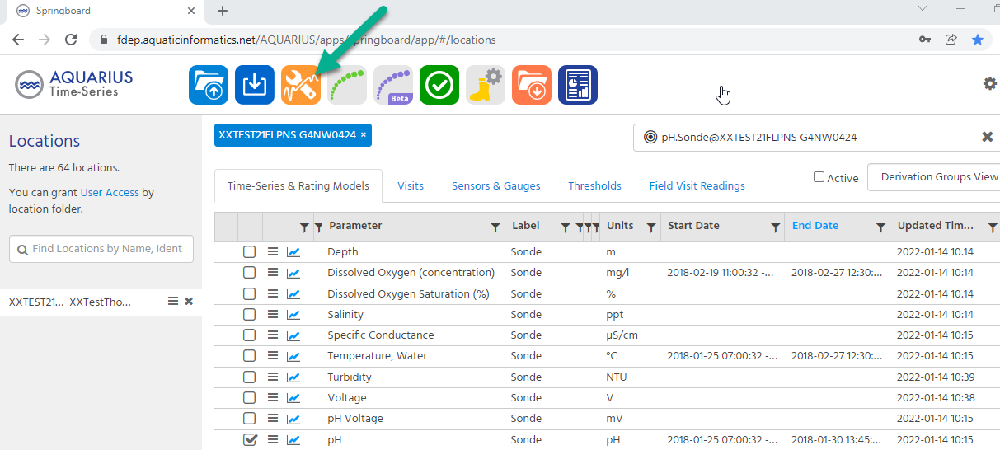 Springboard
fdep.aquaticinformatics.net/AQUARIUS/apps/springboard/app/#/locations
AQUARIUS
Time-Series
Beta
Locations
There are 64 locations.
You can grant User Access by
location folder.
Find Locations by Name, Ident
XXTEST21... XXTestTho...
XXTEST21FLPNS G4NW0424 ×
pH.Sonde@XXTEST21FLPNS G4NW0424
Time-Series & Rating Models Visits Sensors & Gauges Thresholds Field Visit Readings
Active Derivation Groups View
Parameter Label Units Start Date End Date Updated Tim...
Depth Sonde m 2022-01-14 10:14
Dissolved Oxygen (concentration) Sonde mg/l 2018-02-19 11:00:32 -... 2018-02-27 12:30:... 2022-01-14 10:14
Dissolved Oxygen Saturation (%) Sonde % 2022-01-14 10:14
Salinity Sonde ppt 2022-01-14 10:14
Specific Conductance Sonde µS/cm 2022-01-14 10:15
Temperature, Water Sonde °C 2018-01-25 07:00:32 -... 2018-02-27 12:30:... 2022-01-14 10:15
Turbidity Sonde NTU 2022-01-14 10:39
Voltage Sonde V 2022-01-14 10:38
pH Voltage Sonde mV 2022-01-14 10:15
pH Sonde pH 2018-01-25 07:00:32 -... 2018-01-30 13:45:... 2022-01-14 10:15